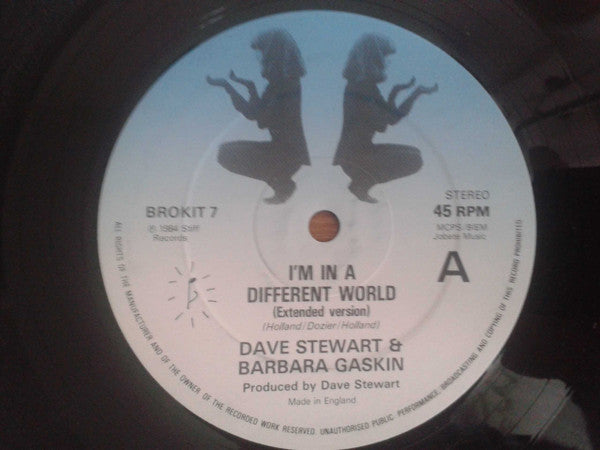 BROKIT 7
℗ 1984 Stiff
Records
STEREO
45 RPM
MCPS/BIEM
Jobete Music
A
I'M IN A
DIFFERENT WORLD
(Extended version)
(Holland/Dozier/Holland)
DAVE STEWART &
BARBARA GASKIN
Produced by Dave Stewart
Made in England
ALL RIGHTS OF THE MANUFACTURER AND OF THE OWNER OF THE RECORDED WORK RESERVED. UNAUTHORISED PUBLIC PERFORMANCE, BROADCASTING AND COPYING OF THIS RECORD PROHIBITED